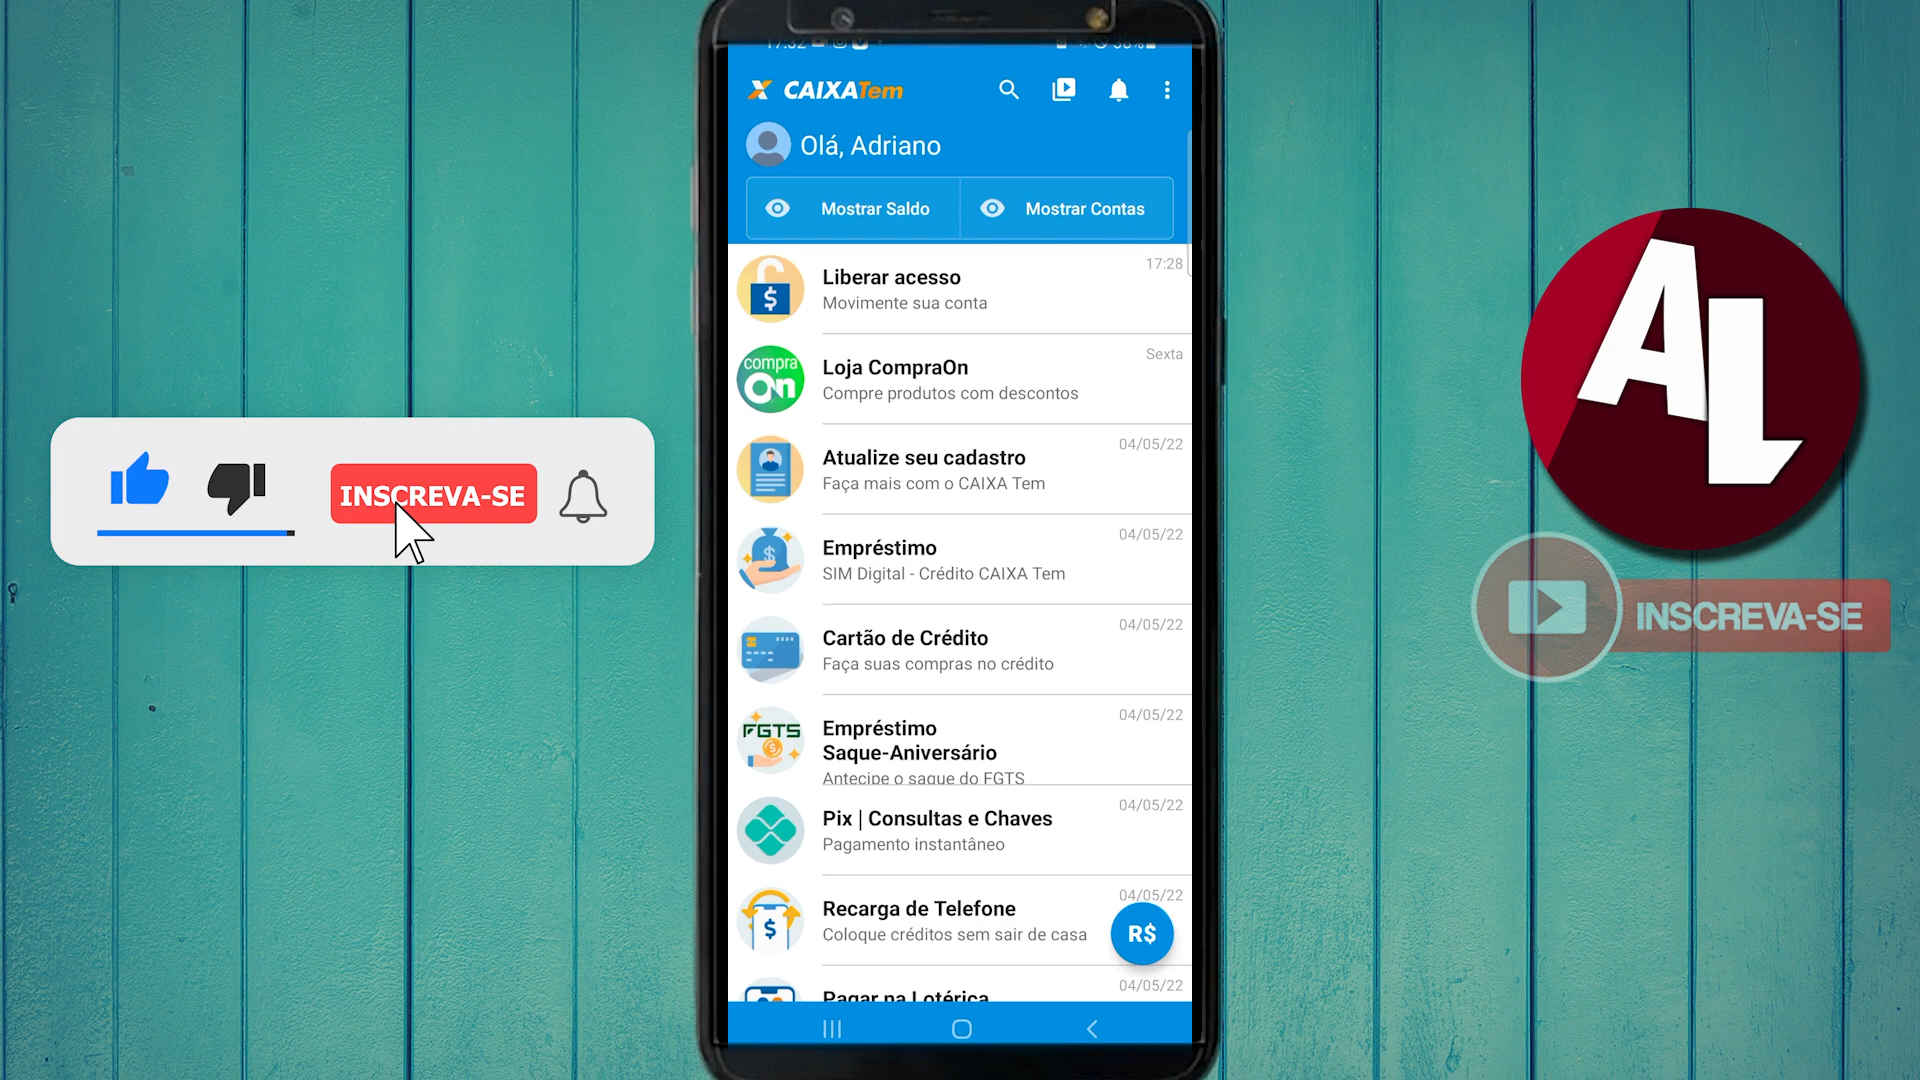 17:32
38%
CAIXATem
Olá, Adriano
Mostrar Saldo
Mostrar Contas
Liberar acesso
17:28
Movimente sua conta
compra
On
Loja CompraOn
Sexta
Compre produtos com descontos
Atualize seu cadastro
04/05/22
Faça mais com o CAIXA Tem
Empréstimo
04/05/22
SIM Digital - Crédito CAIXA Tem
Cartão de Crédito
04/05/22
Faça suas compras no crédito
FGTS
Empréstimo
Saque-Aniversário
04/05/22
Antecipe o saque do FGTS
Pix | Consultas e Chaves
04/05/22
Pagamento instantâneo
Recarga de Telefone
04/05/22
Coloque créditos sem sair de casa
R$
Pagar na Lotérica
04/05/22
INSCREVA-SE
AL
INSCREVA-SE